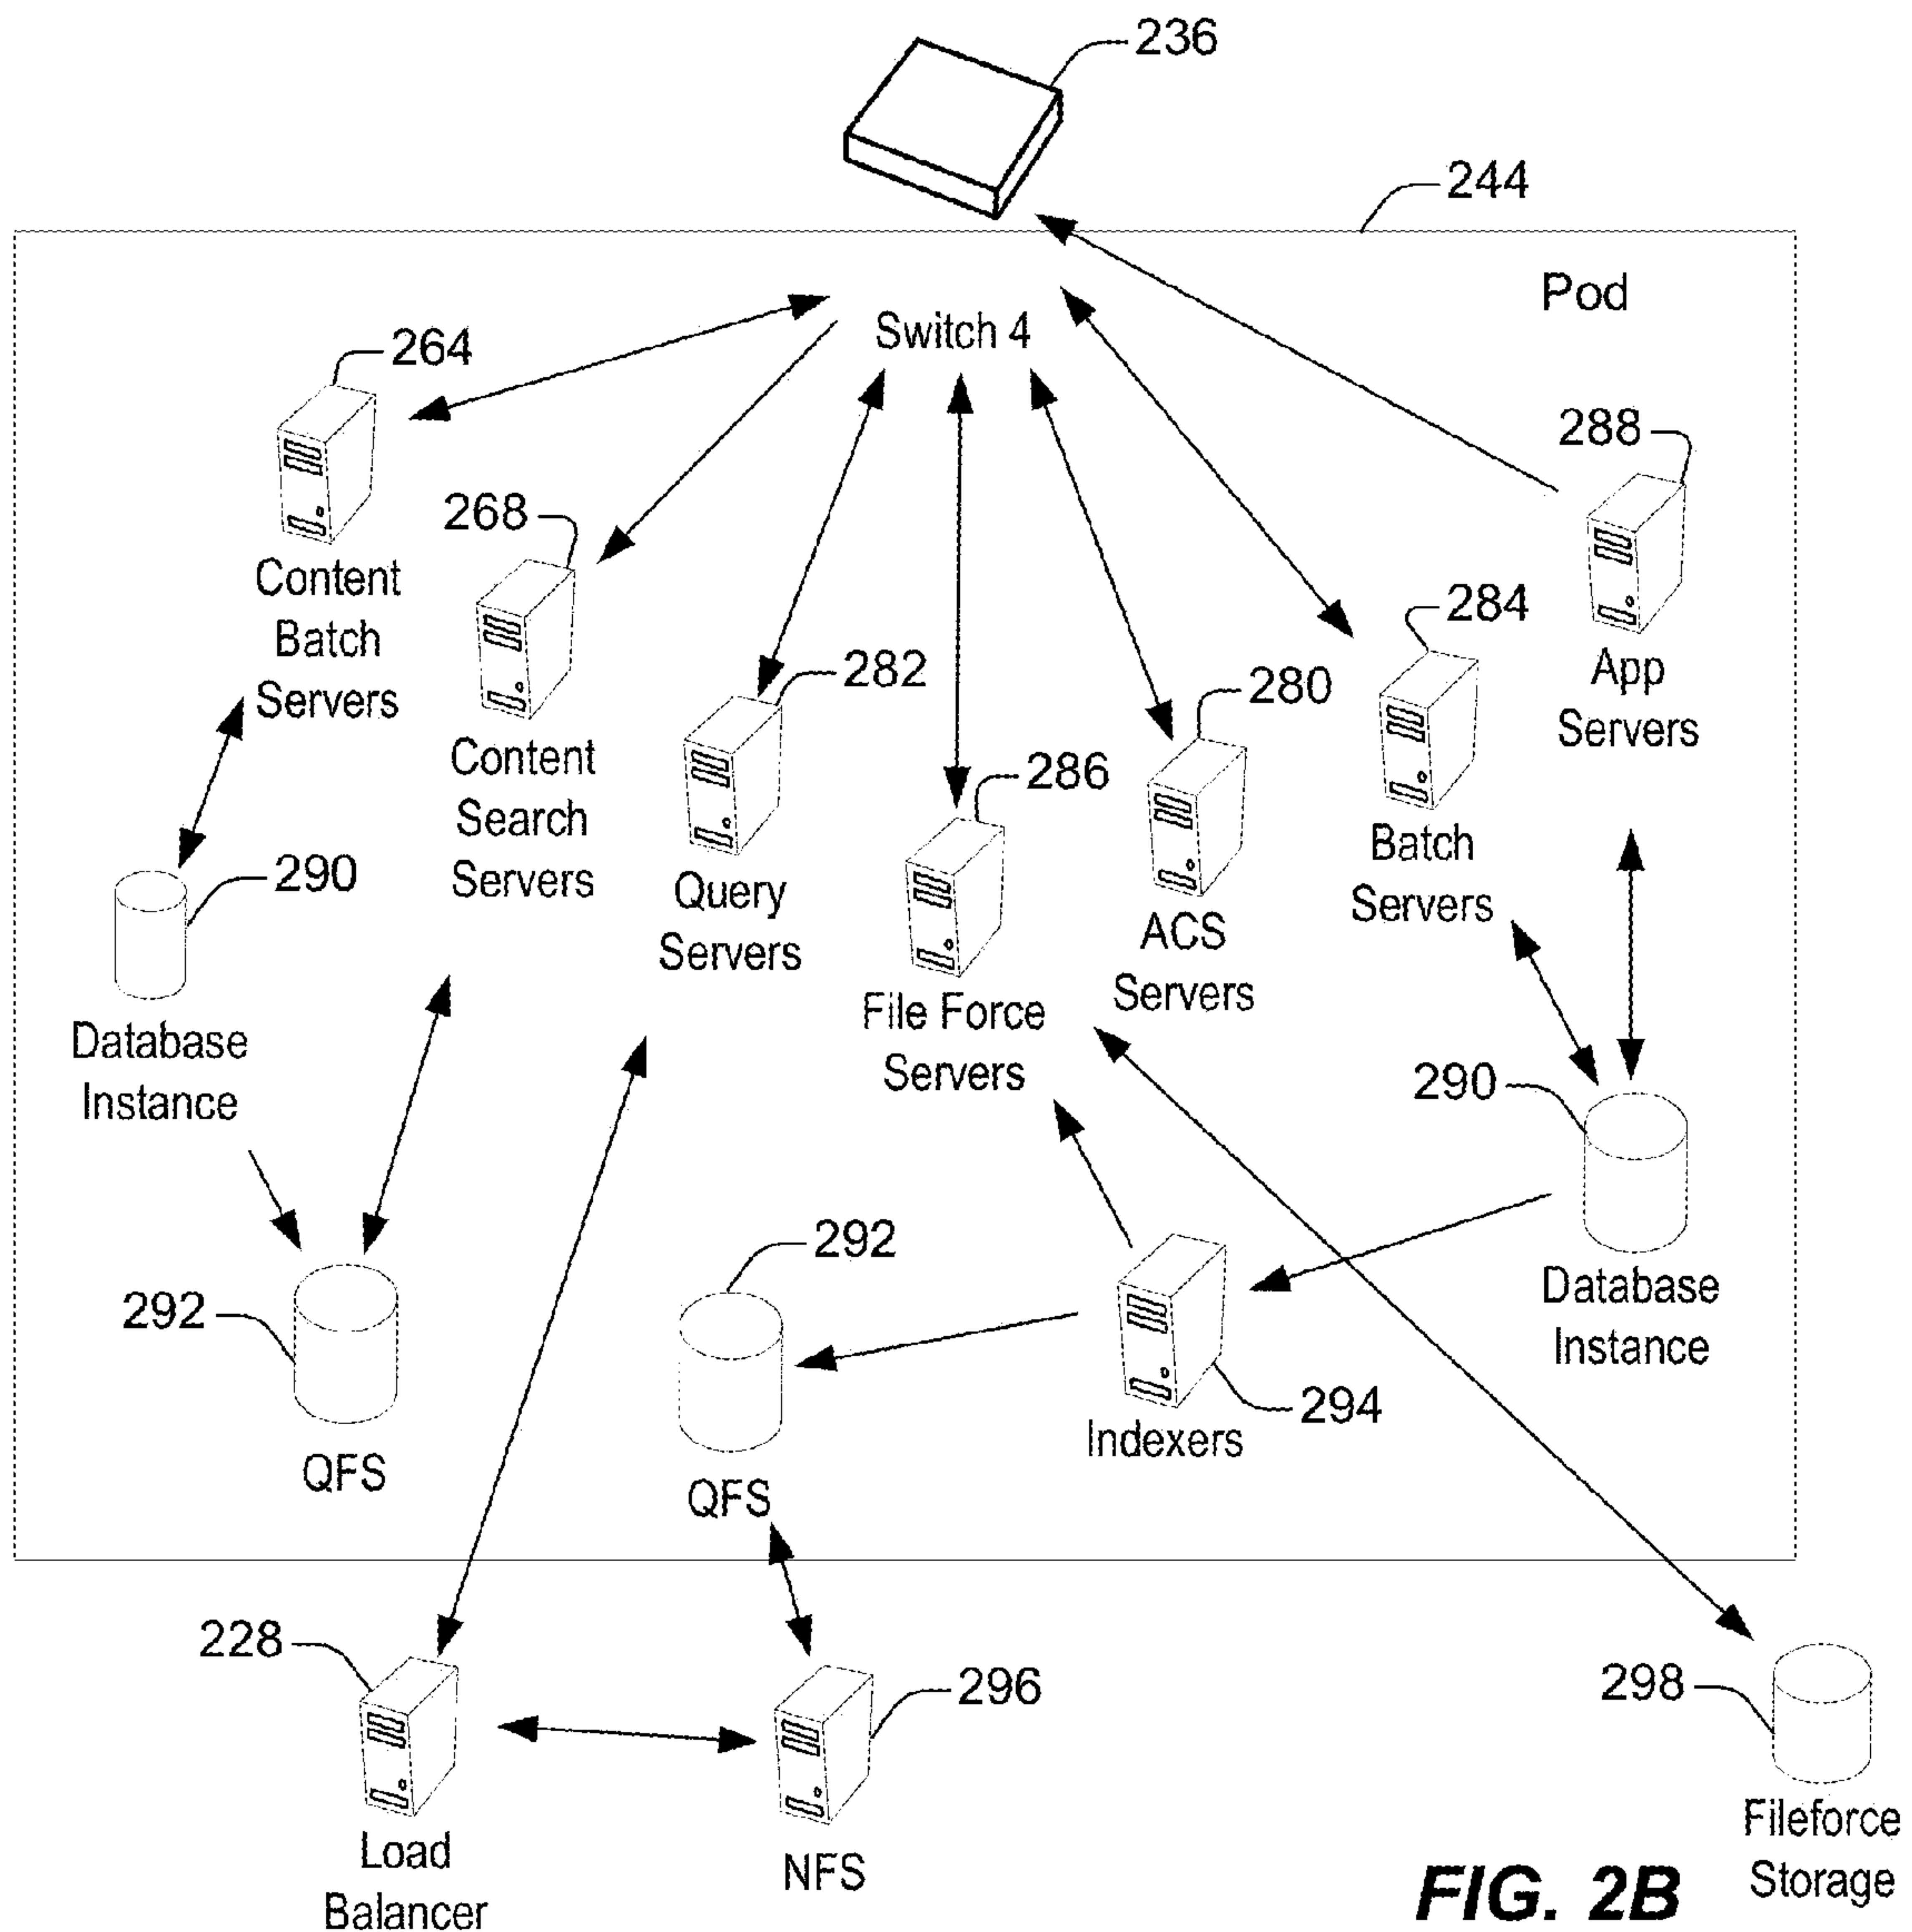 236
244
Pod
Switch 4
264
Content
Batch
Servers
268
Content
Search
Servers
282
Query
Servers
286
File Force
Servers
280
ACS
Servers
284
Batch
Servers
288
App
Servers
290
Database
Instance
290
Database
Instance
292
QFS
292
QFS
294
Indexers
228
Load
Balancer
296
NFS
298
Fileforce
Storage
FIG. 2B